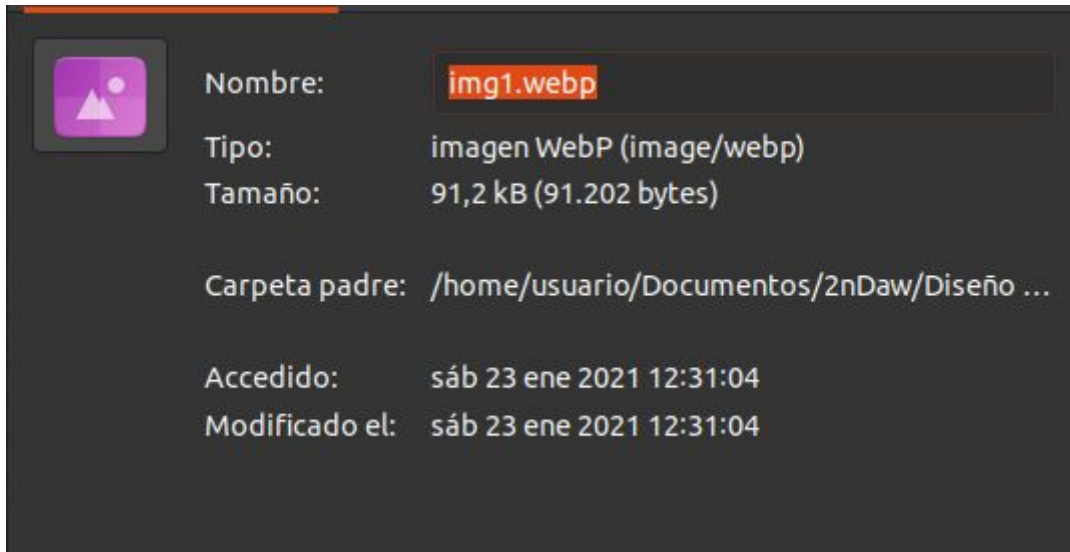 Nombre: img1.webp
Tipo: imagen WebP (image/webp)
Tamaño: 91,2 kB (91.202 bytes)
Carpeta padre: /home/usuario/Documentos/2nDaw/Diseño ...
Accedido: sáb 23 ene 2021 12:31:04
Modificado el: sáb 23 ene 2021 12:31:04